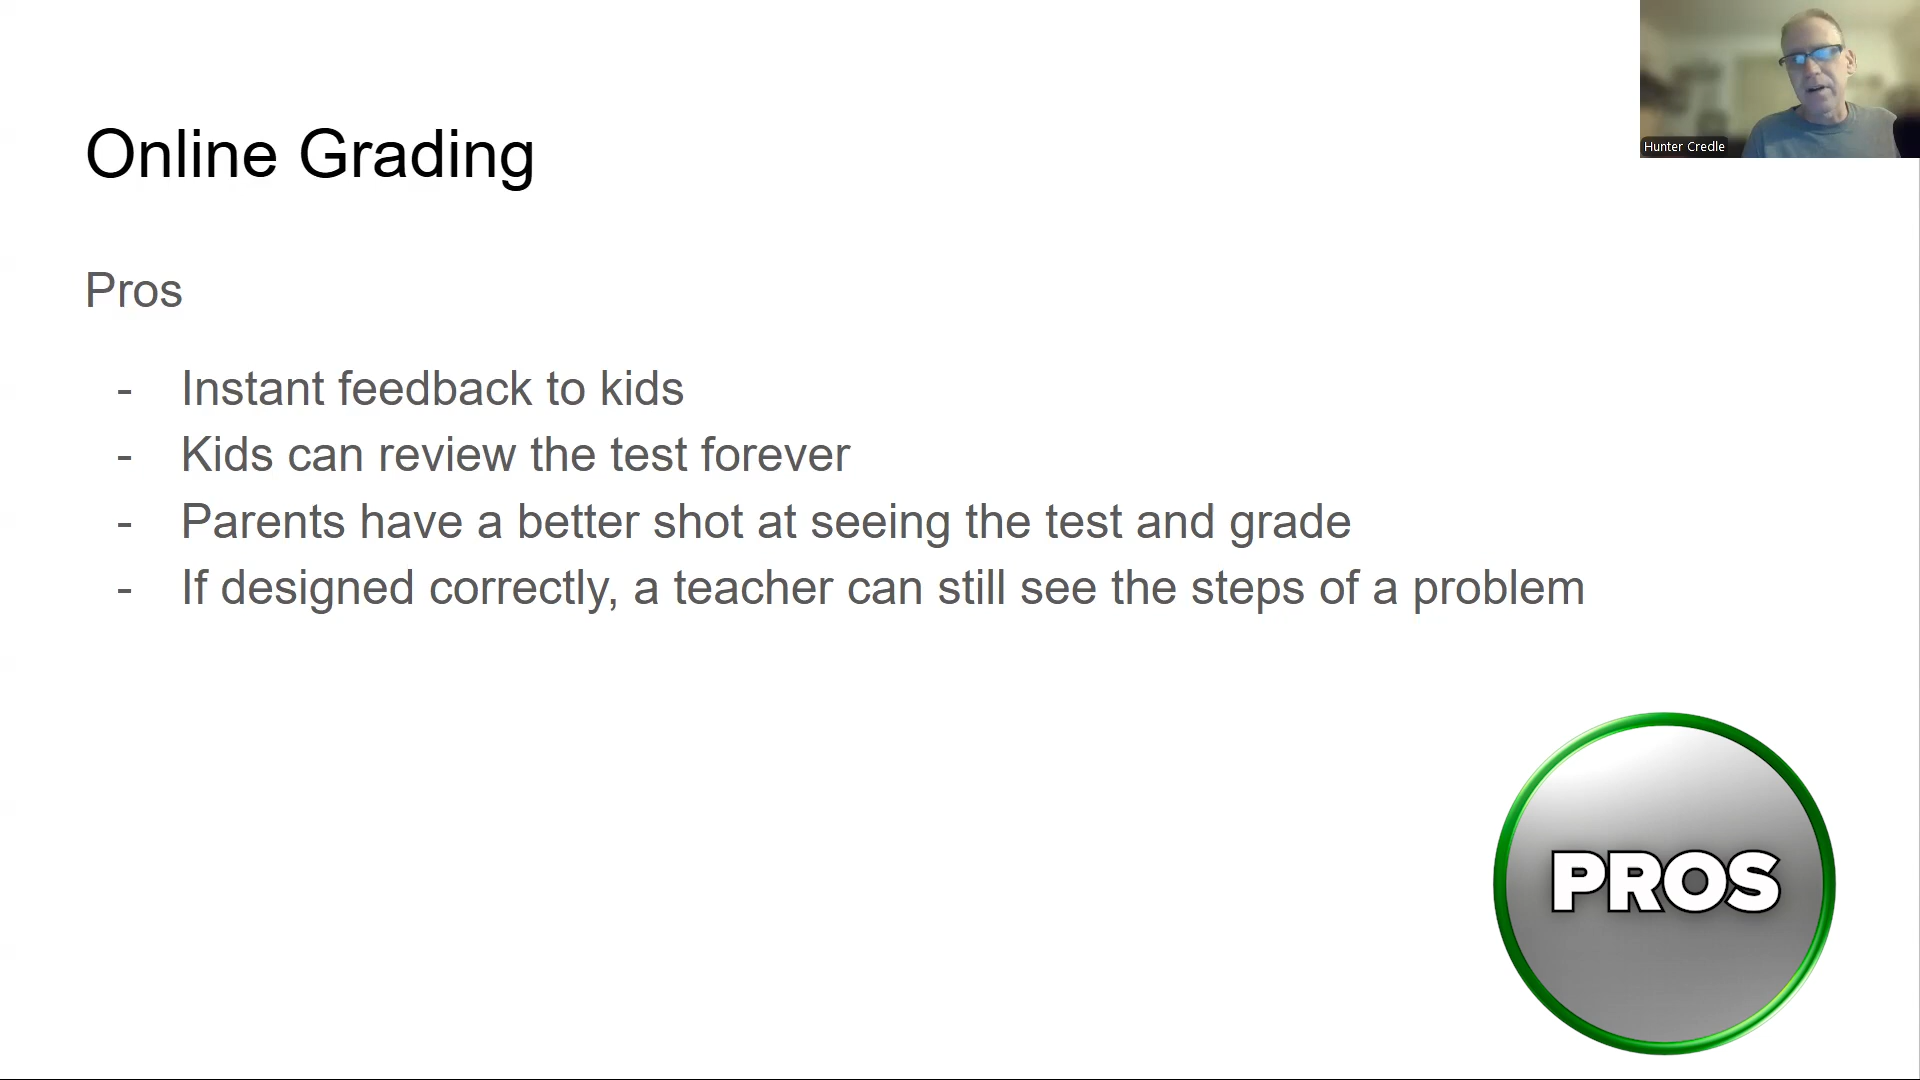 Hunter Credle
Online Grading
Pros
- Instant feedback to kids
- Kids can review the test forever
- Parents have a better shot at seeing the test and grade
- If designed correctly, a teacher can still see the steps of a problem
PROS